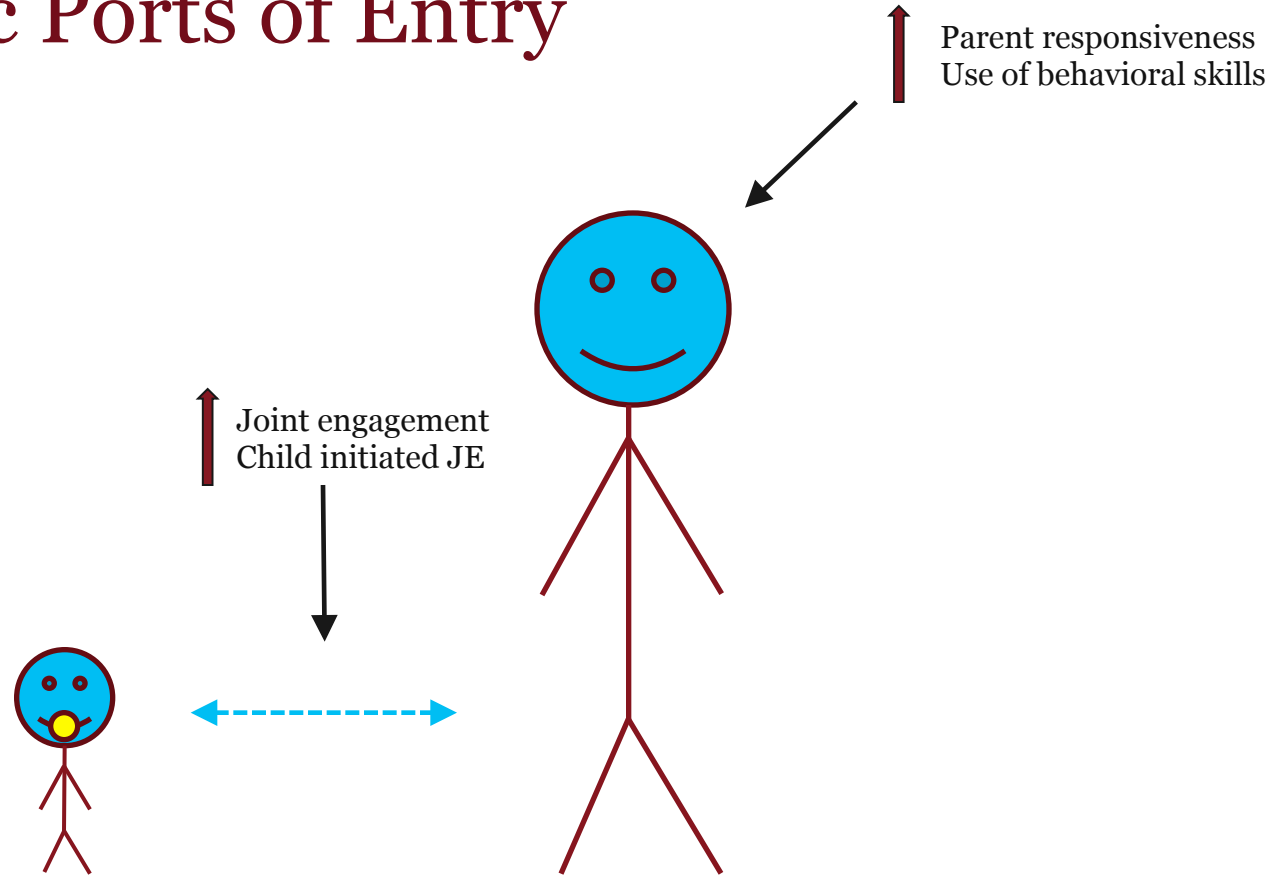 c Ports of Entry
Parent responsiveness
Use of behavioral skills
Joint engagement
Child initiated JE